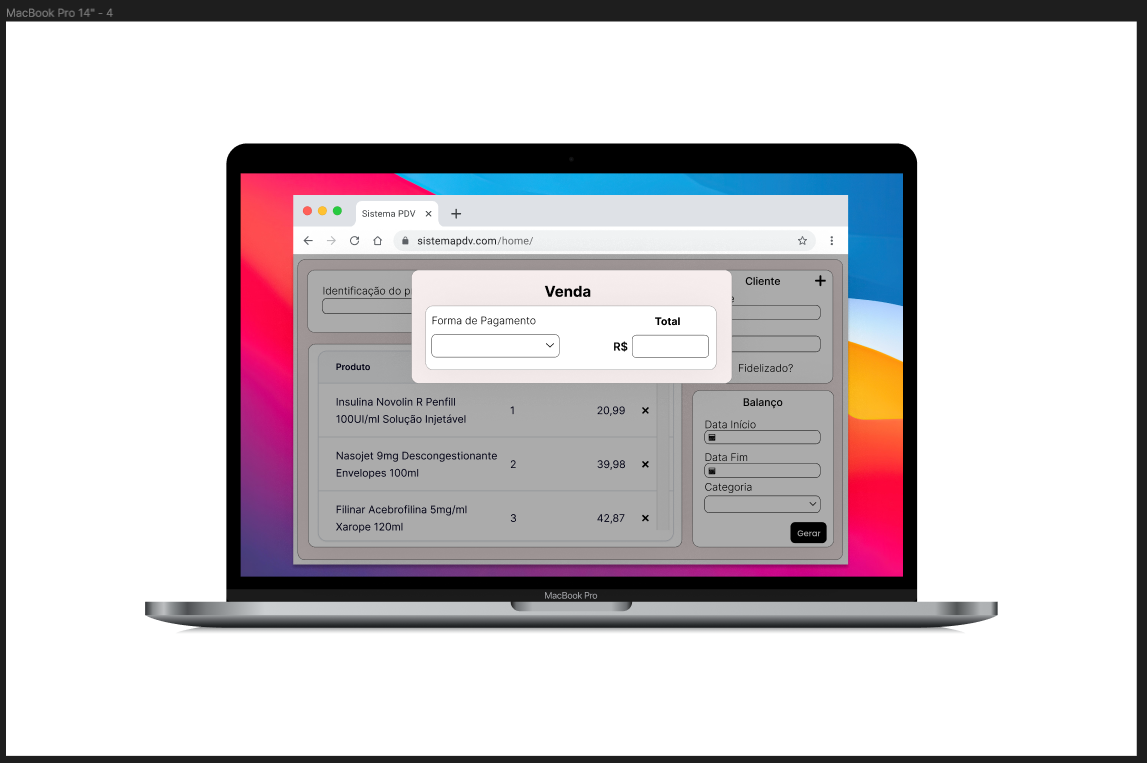 MacBook Pro 14" - 4
Sistema PDV
sistemapdv.com/home/
Venda
Forma de Pagamento
Total
R$
Identificação do p
Cliente
Fidelizado?
Produto
Insulina Novolin R Penfill
100UI/ml Solução Injetável
1
20,99
Nasojet 9mg Descongestionante
Envelopes 100ml
2
39,98
Filinar Acebrofilina 5mg/ml
Xarope 120ml
3
42,87
Balanço
Data Início
Data Fim
Categoria
Gerar
MacBook Pro